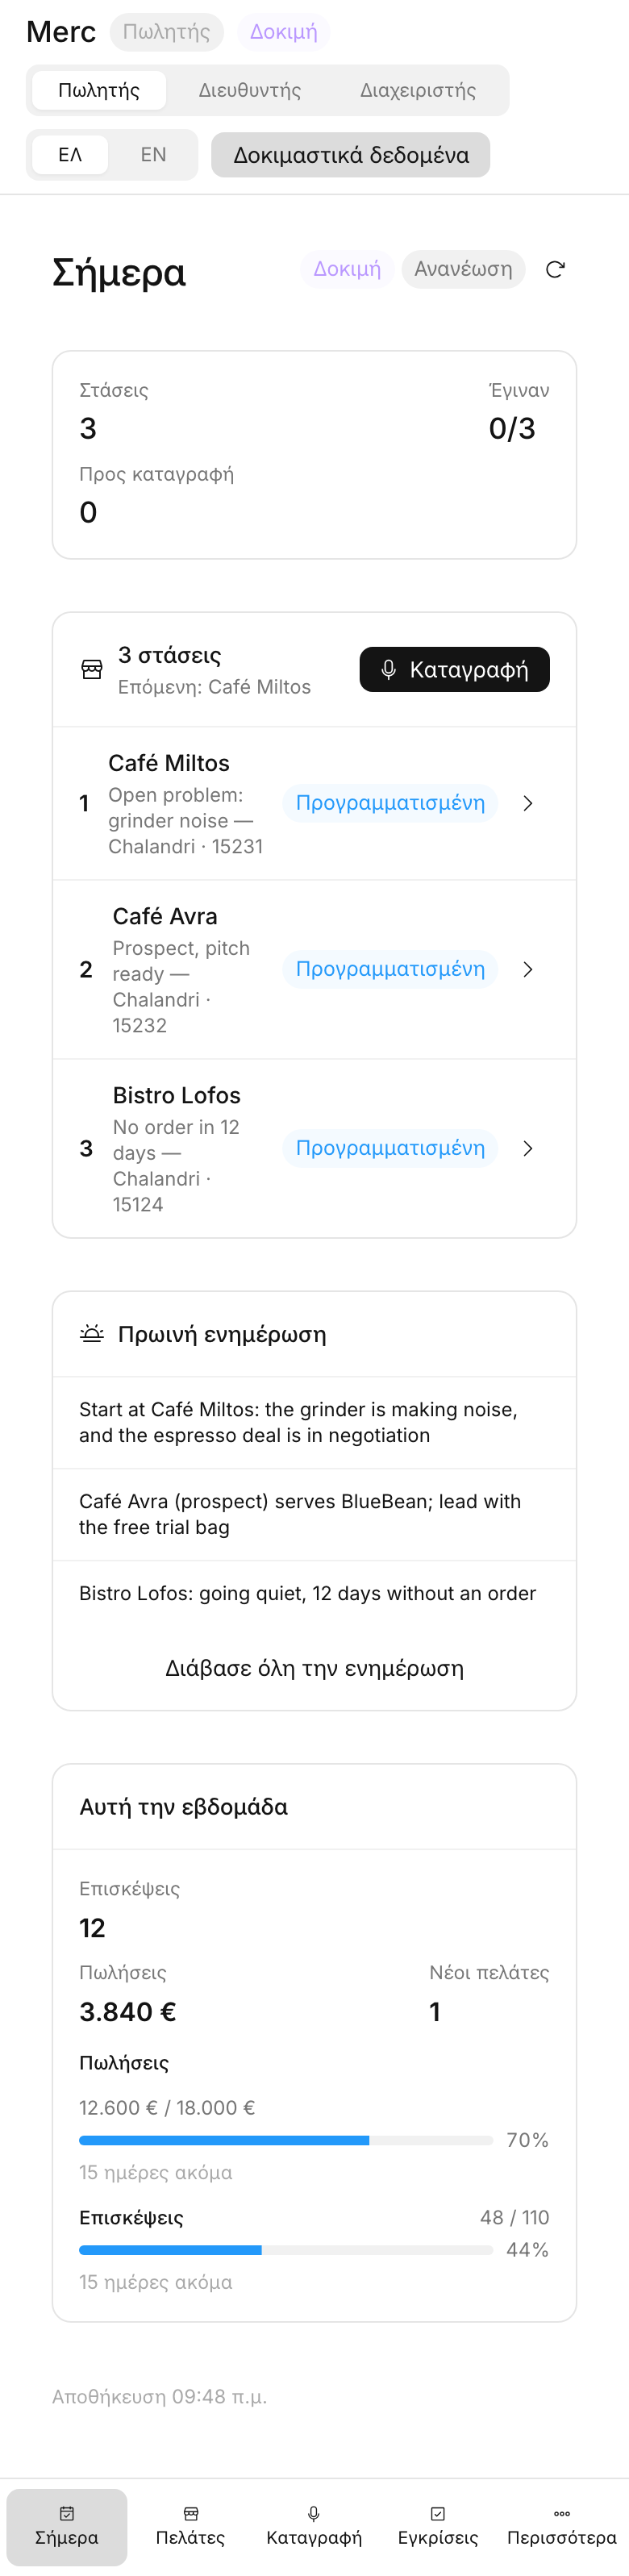 Merc Πωλητής Δοκιμή
Πωλητής Διευθυντής Διαχειριστής
ΕΛ EN Δοκιμαστικά δεδομένα
Σήμερα Δοκιμή Ανανέωση
Στάσεις Έγιναν
3 0/3
Προς καταγραφή
0
3 στάσεις
Επόμενη: Café Miltos
Καταγραφή
1
Café Miltos
Open problem:
grinder noise —
Chalandri · 15231
Προγραμματισμένη
2
Café Avra
Prospect, pitch
ready —
Chalandri ·
15232
Προγραμματισμένη
3
Bistro Lofos
No order in 12
days —
Chalandri ·
15124
Προγραμματισμένη
Πρωινή ενημέρωση
Start at Café Miltos: the grinder is making noise,
and the espresso deal is in negotiation
Café Avra (prospect) serves BlueBean; lead with
the free trial bag
Bistro Lofos: going quiet, 12 days without an order
Διάβασε όλη την ενημέρωση
Αυτή την εβδομάδα
Επισκέψεις
12
Πωλήσεις Νέοι πελάτες
3.840 € 1
Πωλήσεις
12.600 € / 18.000 €
70%
15 ημέρες ακόμα
Επισκέψεις 48 / 110
44%
15 ημέρες ακόμα
Αποθήκευση 09:48 π.μ.
Σήμερα Πελάτες Καταγραφή Εγκρίσεις Περισσότερα